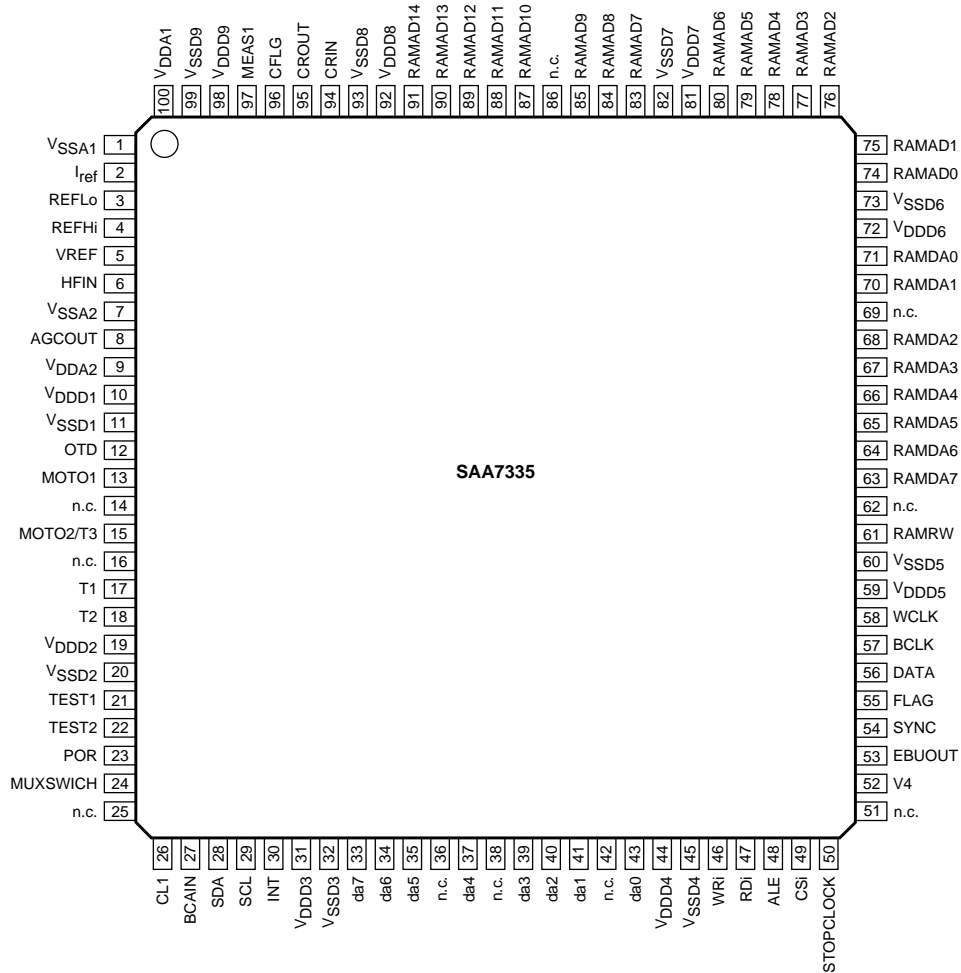 VDDA1 VSSD9 VDDD9 MEAS1 CFLG CROUT CRIN VSSD8 VDDD8 RAMAD14 RAMAD13 RAMAD12 RAMAD11 RAMAD10 n.c. RAMAD9 RAMAD8 RAMAD7 VSSD7 VDDD7 RAMAD6 RAMAD5 RAMAD4 RAMAD3 RAMAD2
100 99 98 97 96 95 94 93 92 91 90 89 88 87 86 85 84 83 82 81 80 79 78 77 76
VSSA1 1
Iref 2
REFLo 3
REFHi 4
VREF 5
HFIN 6
VSSA2 7
AGCOUT 8
VDDA2 9
VDDD1 10
VSSD1 11
OTD 12
MOTO1 13
n.c. 14
MOTO2/T3 15
n.c. 16
T1 17
T2 18
VDDD2 19
VSSD2 20
TEST1 21
TEST2 22
POR 23
MUXSWICH 24
n.c. 25
SAA7335
75 RAMAD1
74 RAMAD0
73 VSSD6
72 VDDD6
71 RAMDA0
70 RAMDA1
69 n.c.
68 RAMDA2
67 RAMDA3
66 RAMDA4
65 RAMDA5
64 RAMDA6
63 RAMDA7
62 n.c.
61 RAMRW
60 VSSD5
59 VDDD5
58 WCLK
57 BCLK
56 DATA
55 FLAG
54 SYNC
53 EBUOUT
52 V4
51 n.c.
26 27 28 29 30 31 32 33 34 35 36 37 38 39 40 41 42 43 44 45 46 47 48 49 50
CL1 BCAIN SDA SCL INT VDDD3 VSSD3 da7 da6 da5 n.c. da4 n.c. da3 da2 da1 n.c. da0 VDDD4 VSSD4 WRi RDi ALE CSi STOPCLOCK